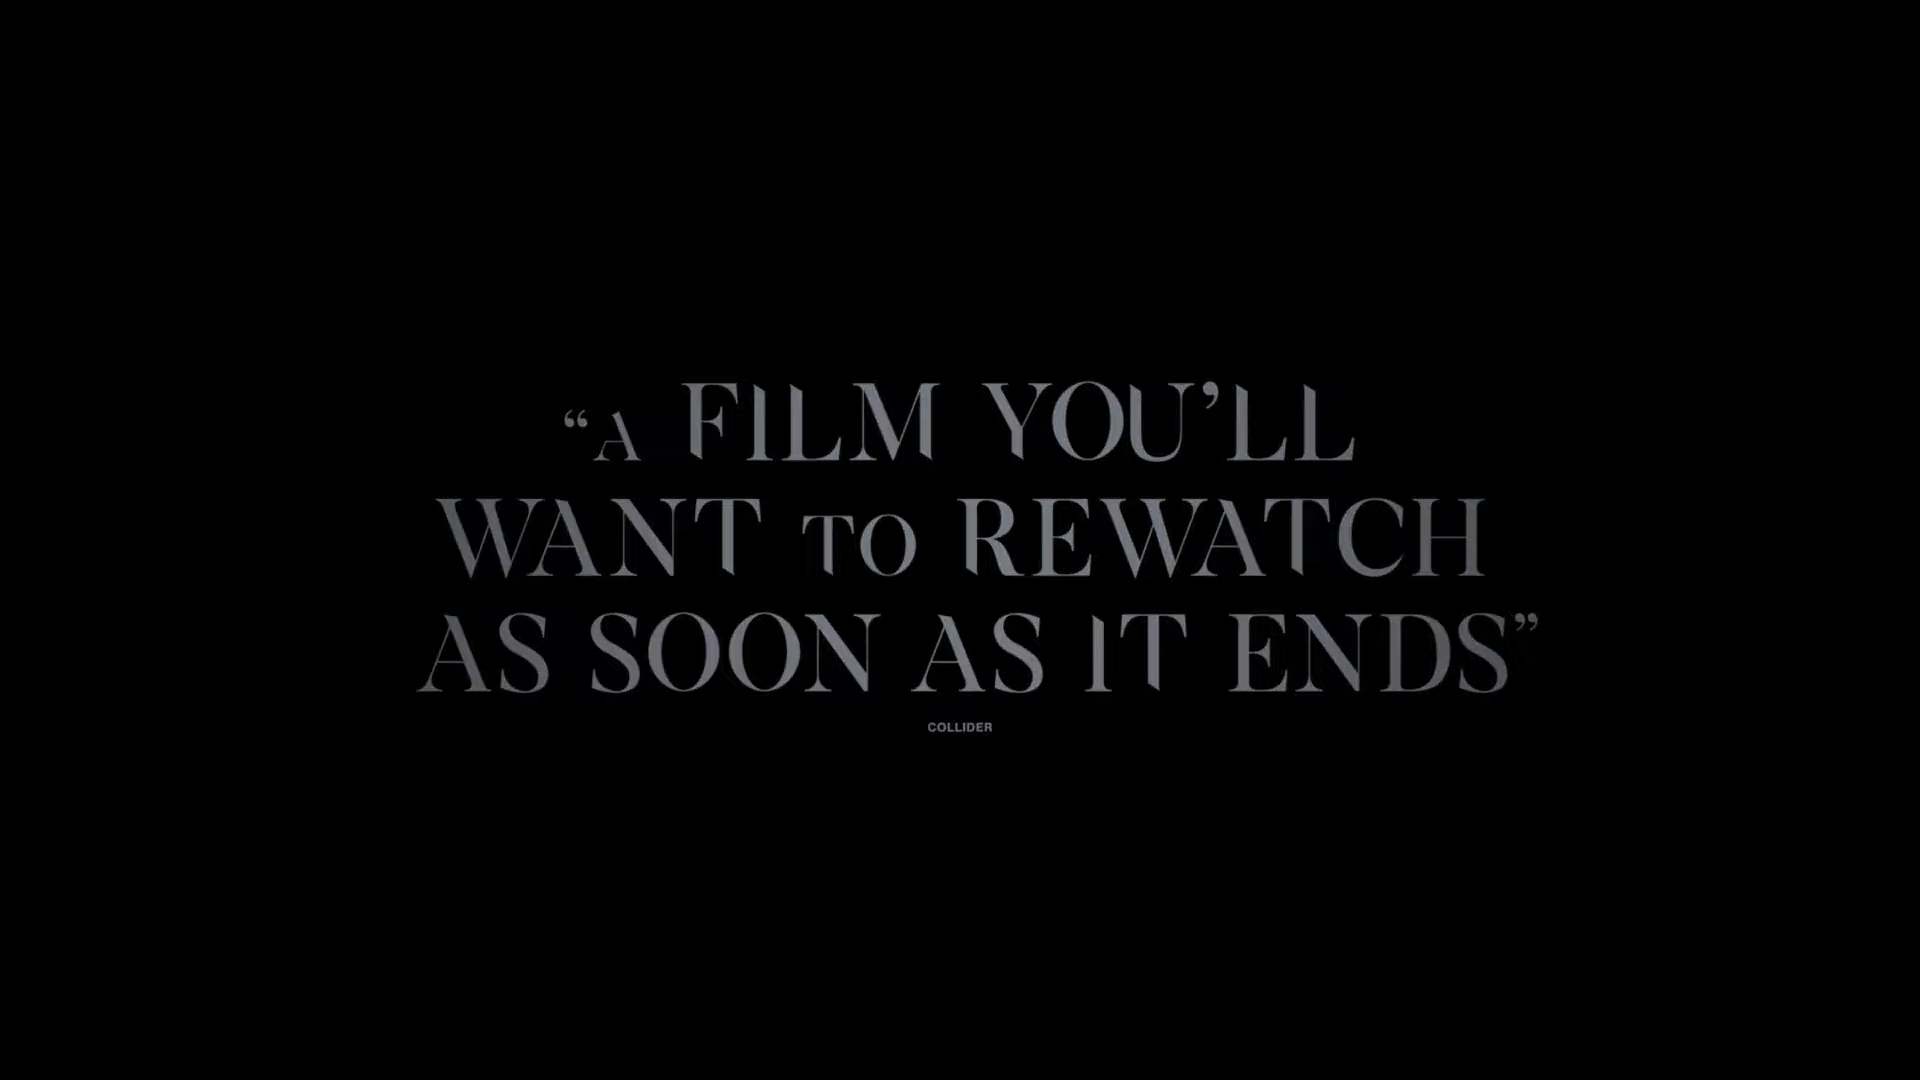 “A FILM YOU’LL
WANT TO REWATCH
AS SOON AS IT ENDS”
COLLIDER